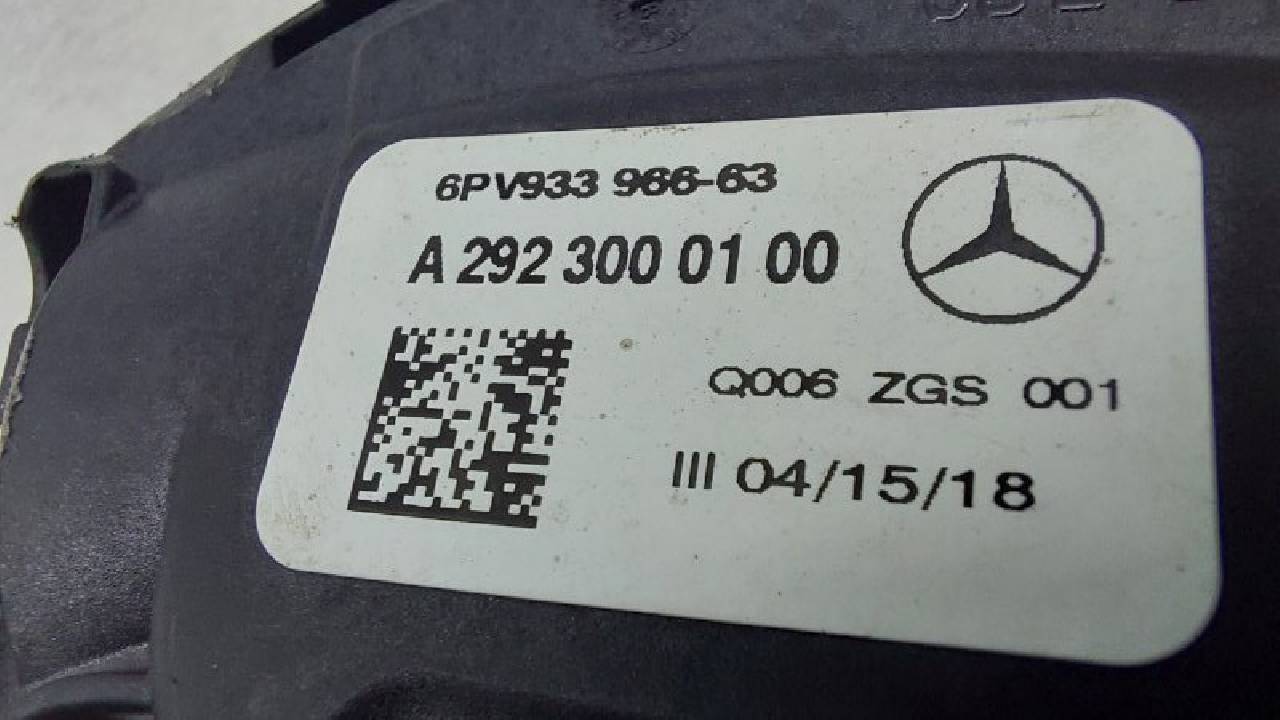 6PV933 966-63
A 292 300 01 00
Q006 ZGS 001
III 04/15/18